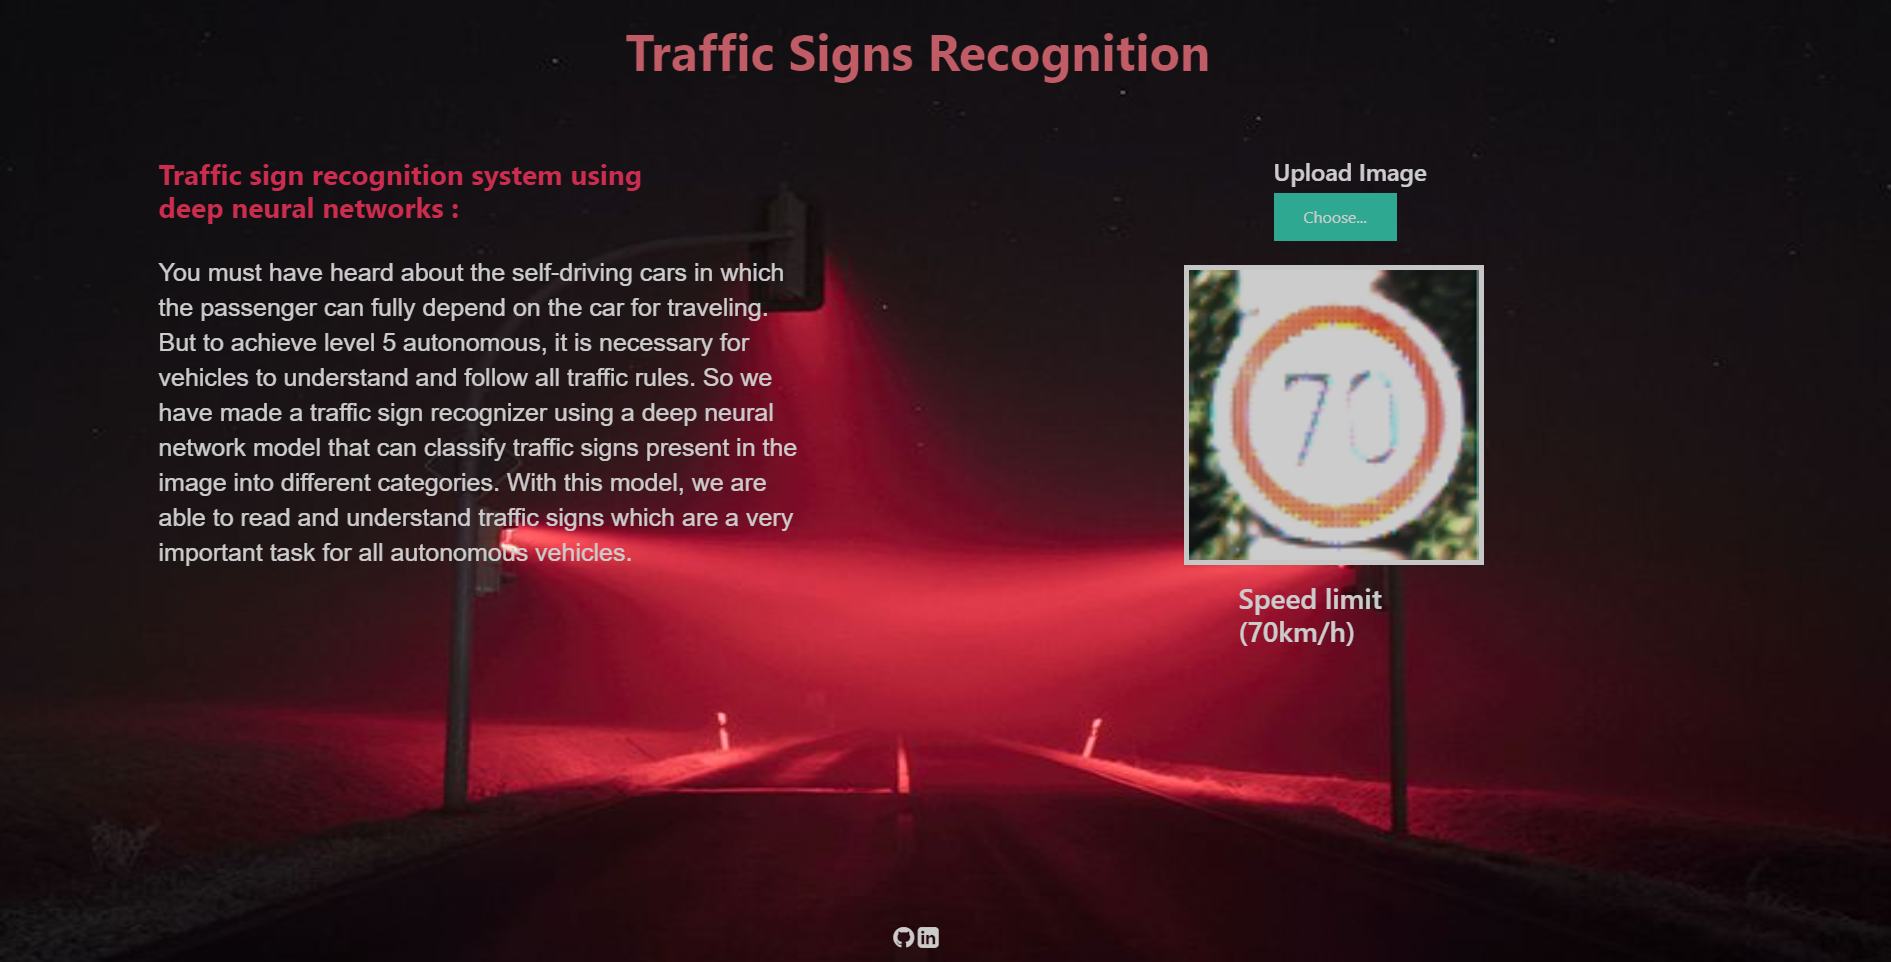 Traffic Signs Recognition
Traffic sign recognition system using
deep neural networks :
You must have heard about the self-driving cars in which
the passenger can fully depend on the car for traveling.
But to achieve level 5 autonomous, it is necessary for
vehicles to understand and follow all traffic rules. So we
have made a traffic sign recognizer using a deep neural
network model that can classify traffic signs present in the
image into different categories. With this model, we are
able to read and understand traffic signs which are a very
important task for all autonomous vehicles.
Upload Image
Choose...
70
Speed limit
(70km/h)
in